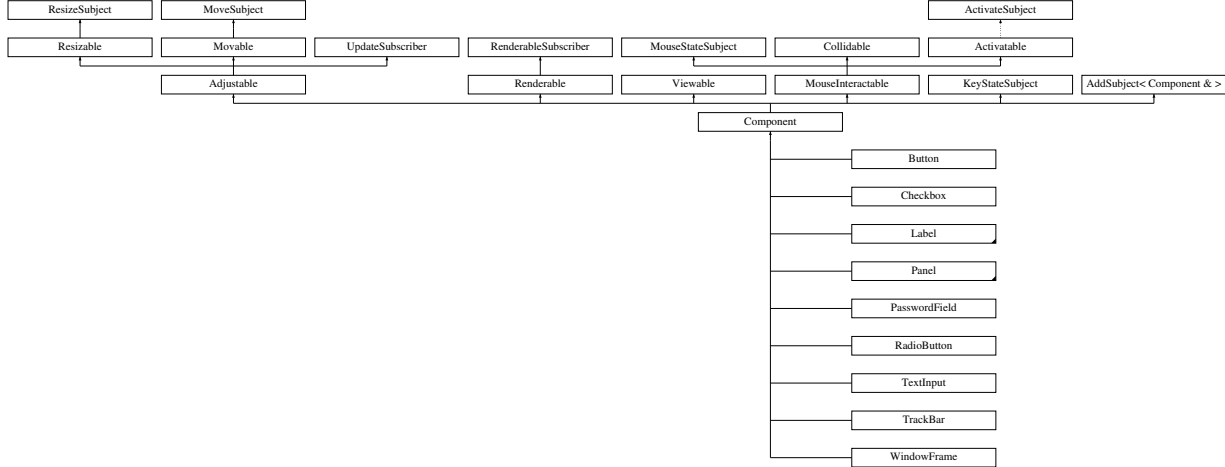 ResizeSubject
MoveSubject
ActivateSubject
Resizable
Movable
UpdateSubscriber
RenderableSubscriber
MouseStateSubject
Collidable
Activatable
Adjustable
Renderable
Viewable
MouseInteractable
KeyStateSubject
AddSubject< Component & >
Component
Button
Checkbox
Label
Panel
PasswordField
RadioButton
TextInput
TrackBar
WindowFrame